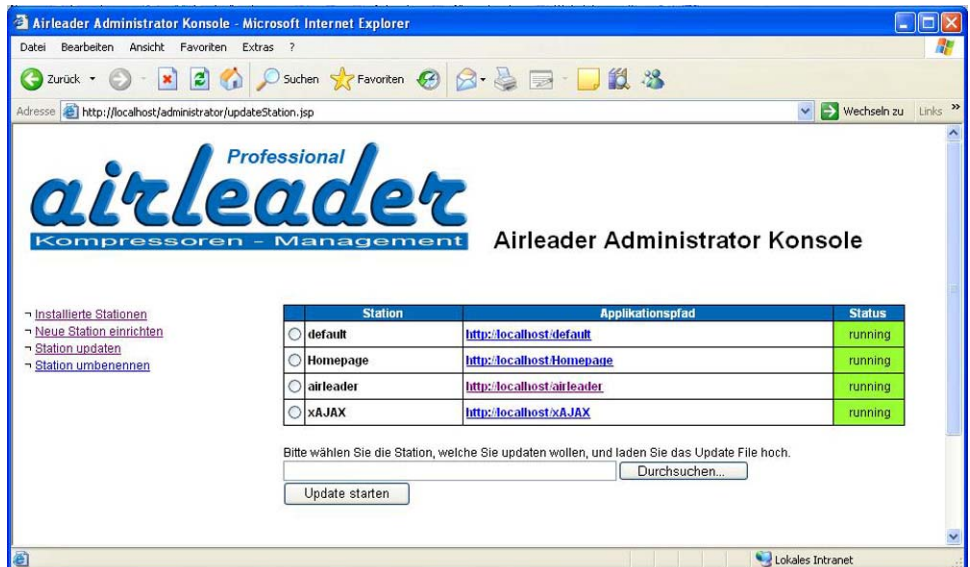 Airleader Administrator Konsole - Microsoft Internet Explorer
Datei Bearbeiten Ansicht Favoriten Extras ?
Zurück Suchen Favoriten
Adresse http://localhost/administrator/updateStation.jsp Wechseln zu Links »
Professional
airleader
Kompressoren - Management
Airleader Administrator Konsole
¬ Installierte Stationen
¬ Neue Station einrichten
¬ Station updaten
¬ Station umbenennen
Station Applikationspfad Status
default http://localhost/default running
Homepage http://localhost/Homepage running
airleader http://localhost/airleader running
xAJAX http://localhost/xAJAX running
Bitte wählen Sie die Station, welche Sie updaten wollen, und laden Sie das Update File hoch.
Durchsuchen...
Update starten
Lokales Intranet